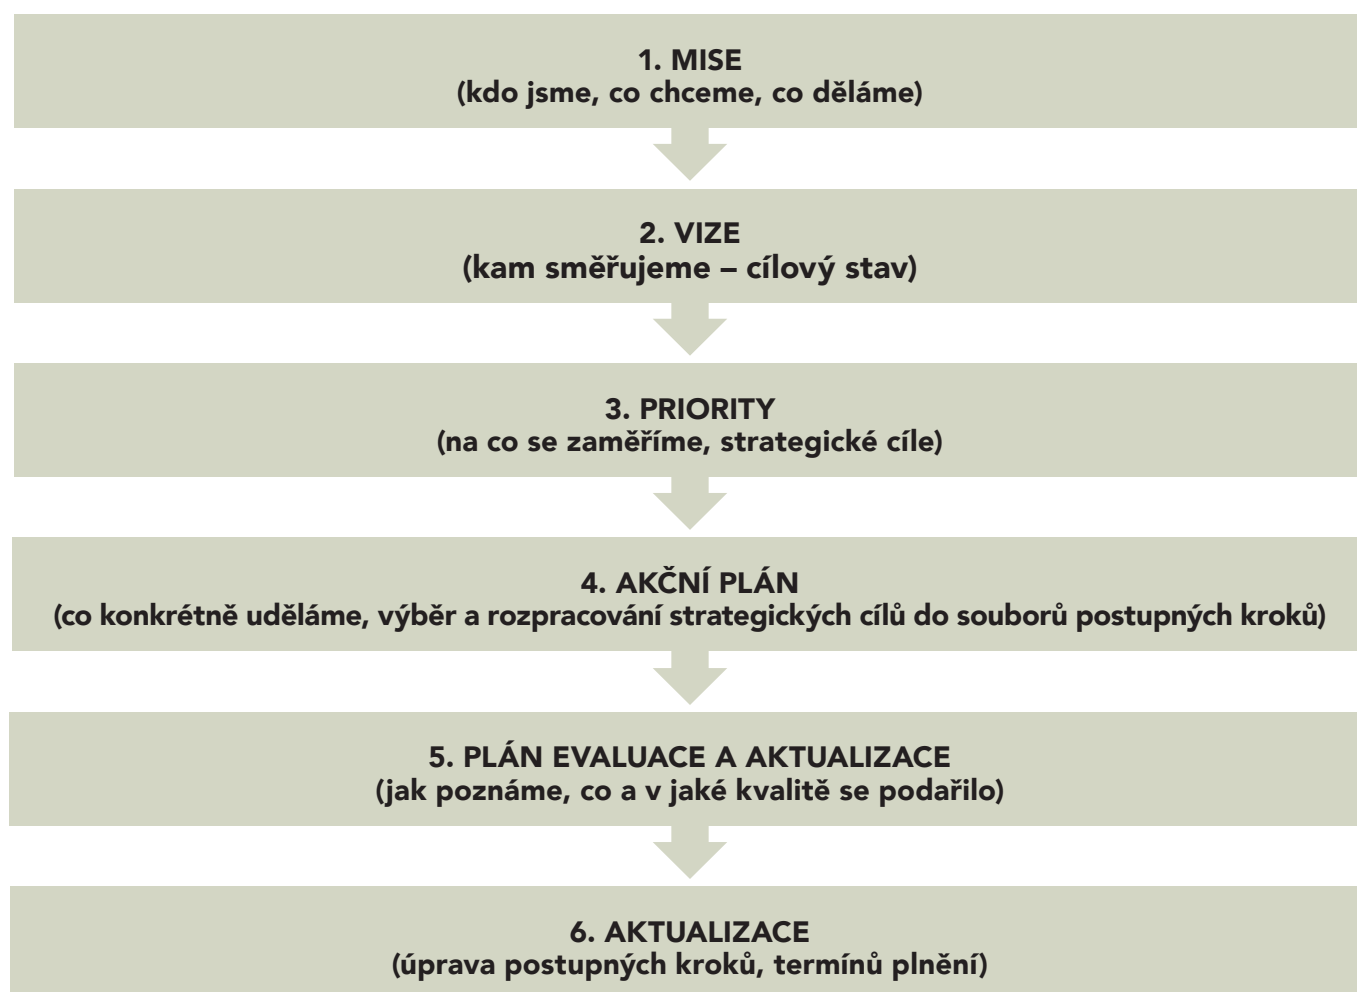 1. MISE
(kdo jsme, co chceme, co děláme)
2. VIZE
(kam směřujeme – cílový stav)
3. PRIORITY
(na co se zaměříme, strategické cíle)
4. AKČNÍ PLÁN
(co konkrétně uděláme, výběr a rozpracování strategických cílů do souborů postupných kroků)
5. PLÁN EVALUACE A AKTUALIZACE
(jak poznáme, co a v jaké kvalitě se podařilo)
6. AKTUALIZACE
(úprava postupných kroků, termínů plnění)